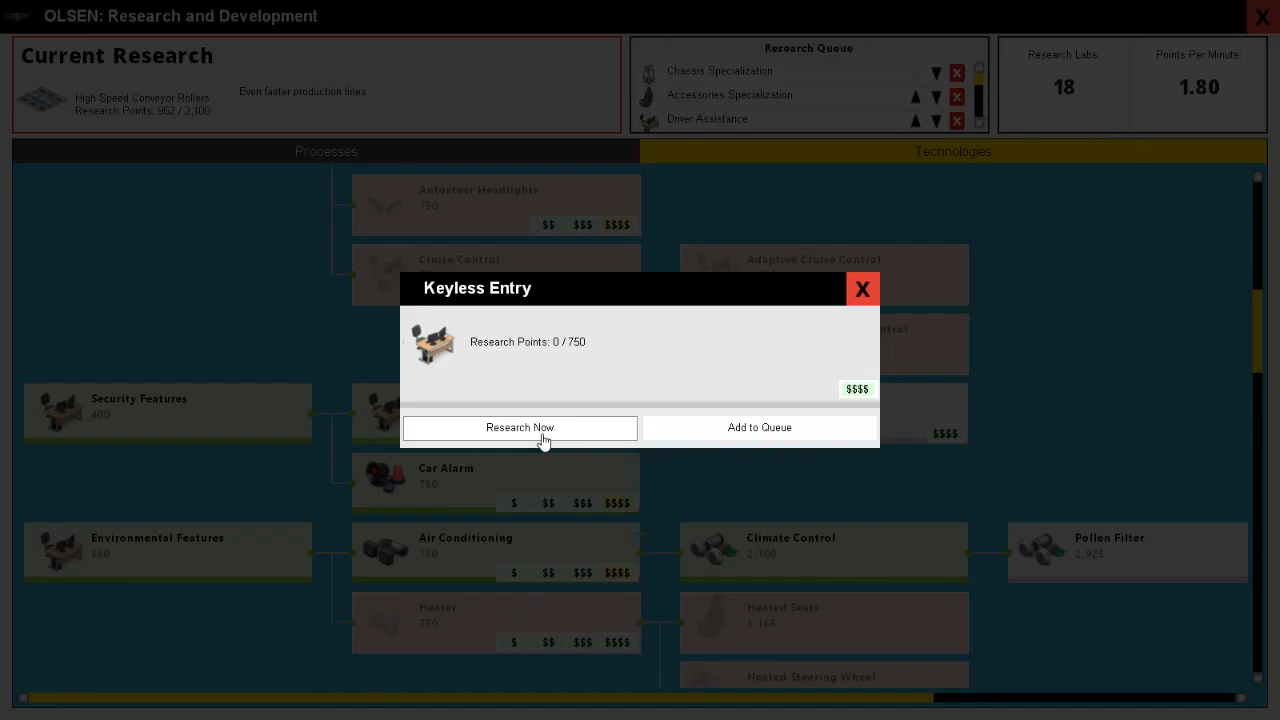 OLSEN: Research and Development
X
Current Research
High Speed Conveyor Rollers
Research Points: 962 / 2,100
Even faster production lines
Research Queue
Chassis Specialization
Accessories Specialization
Driver Assistance
Research Labs:
18
Points Per Minute:
1.80
Processes
Technologies
Autosteer Headlights
750
$$ $$$ $$$$
Cruise Control
Adaptive Cruise Control
Keyless Entry
X
Research Points: 0 / 750
$$$$
Research Now
Add to Queue
Security Features
400
$$$$
Car Alarm
750
$ $$ $$$ $$$$
Environmental Features
550
Air Conditioning
750
$ $$ $$$ $$$$
Climate Control
2,100
Pollen Filter
2,925
Heater
750
$ $$ $$$ $$$$
Heated Seats
1,165
Heated Steering Wheel